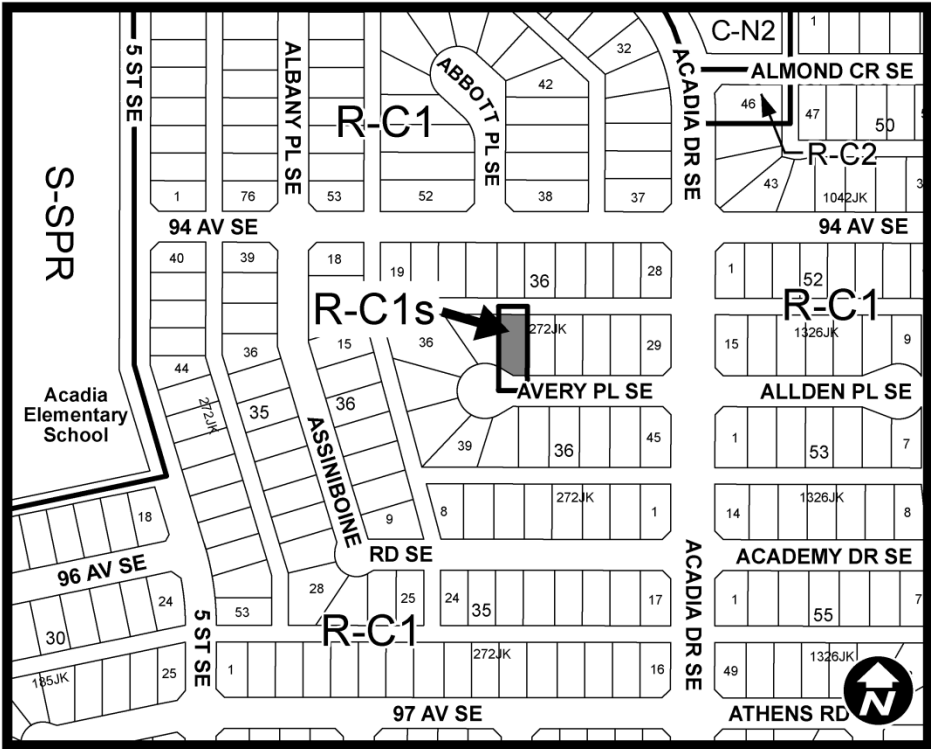 C-N2
1
5 ST SE
ALBANY PL SE
ABBOTT PL SE
32
ACADIA DR SE
ALMOND CR SE
42
46
47
50
R-C1
R-C2
S-SPR
43
1042JK
3
1
76
53
52
38
37
94 AV SE
94 AV SE
40
39
18
19
36
28
1
52
R-C1s
R-C1
272JK
1326JK
36
15
36
29
15
9
44
AVERY PL SE
ALLDEN PL SE
Acadia
Elementary
School
272JK
35
36
ASSINIBOINE
RD SE
39
36
45
1
53
7
18
9
8
272JK
1
14
1326JK
8
96 AV SE
ACADIA DR SE
ACADEMY DR SE
24
53
28
25
24
35
17
1
55
7
30
5 ST SE
R-C1
185JK
25
1
272JK
16
49
1326JK
97 AV SE
ATHENS RD
N